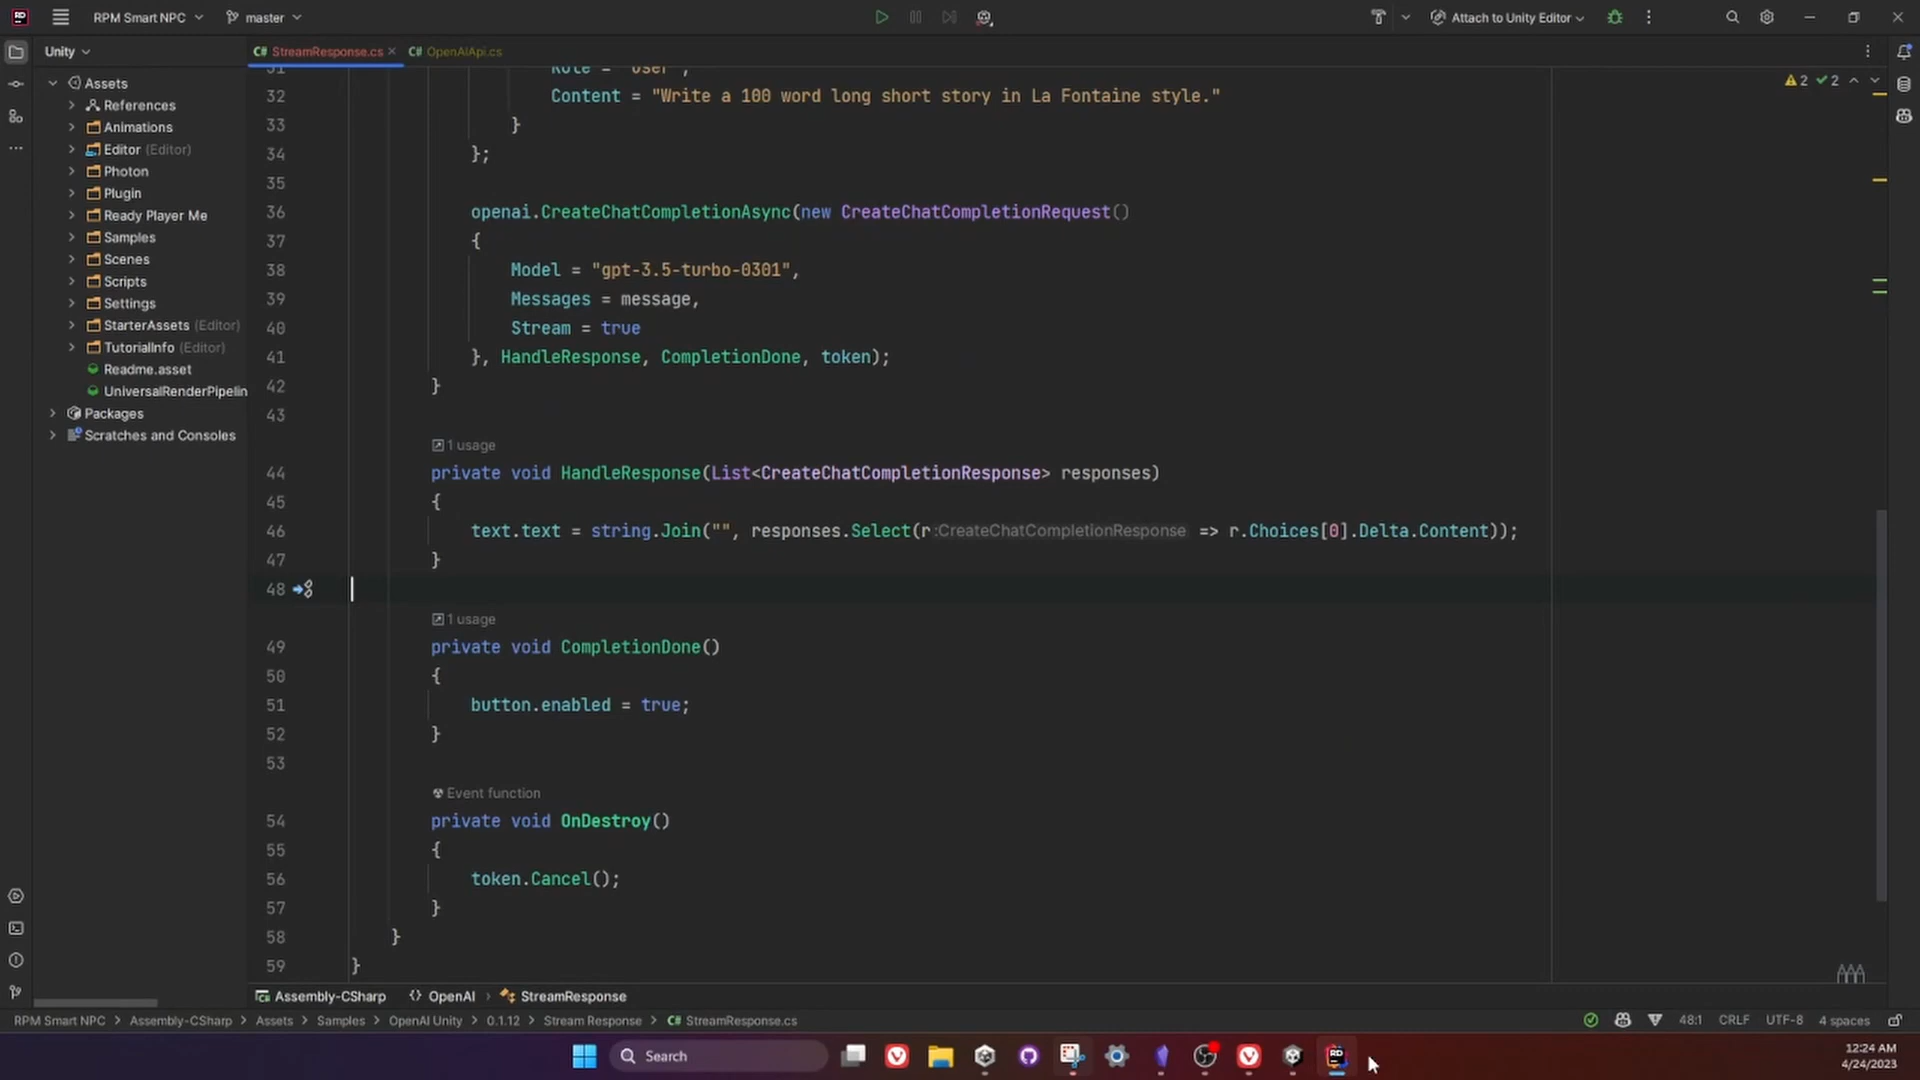 RPM Smart NPC
master
Attach to Unity Editor
Unity
StreamResponse.cs
OpenAIApi.cs
Assets
References
Animations
Editor (Editor)
Photon
Plugin
Ready Player Me
Samples
Scenes
Scripts
Settings
StarterAssets (Editor)
TutorialInfo (Editor)
Readme.asset
UniversalRenderPipelin
Packages
Scratches and Consoles
2 2
31 Role = "user",
32 Content = "Write a 100 word long short story in La Fontaine style."
33 }
34 };
35
36 openai.CreateChatCompletionAsync(new CreateChatCompletionRequest()
37 {
38 Model = "gpt-3.5-turbo-0301",
39 Messages = message,
40 Stream = true
41 }, HandleResponse, CompletionDone, token);
42 }
43
1 usage
44 private void HandleResponse(List<CreateChatCompletionResponse> responses)
45 {
46 text.text = string.Join("", responses.Select(r :CreateChatCompletionResponse => r.Choices[0].Delta.Content));
47 }
48
1 usage
49 private void CompletionDone()
50 {
51 button.enabled = true;
52 }
53
Event function
54 private void OnDestroy()
55 {
56 token.Cancel();
57 }
58 }
59 }
Assembly-CSharp {} OpenAI › StreamResponse
RPM Smart NPC › Assembly-CSharp › Assets › Samples › OpenAI Unity › 0.1.12 › Stream Response › C# StreamResponse.cs
48:1 CRLF UTF-8 4 spaces
Search
12:24 AM
4/24/2023